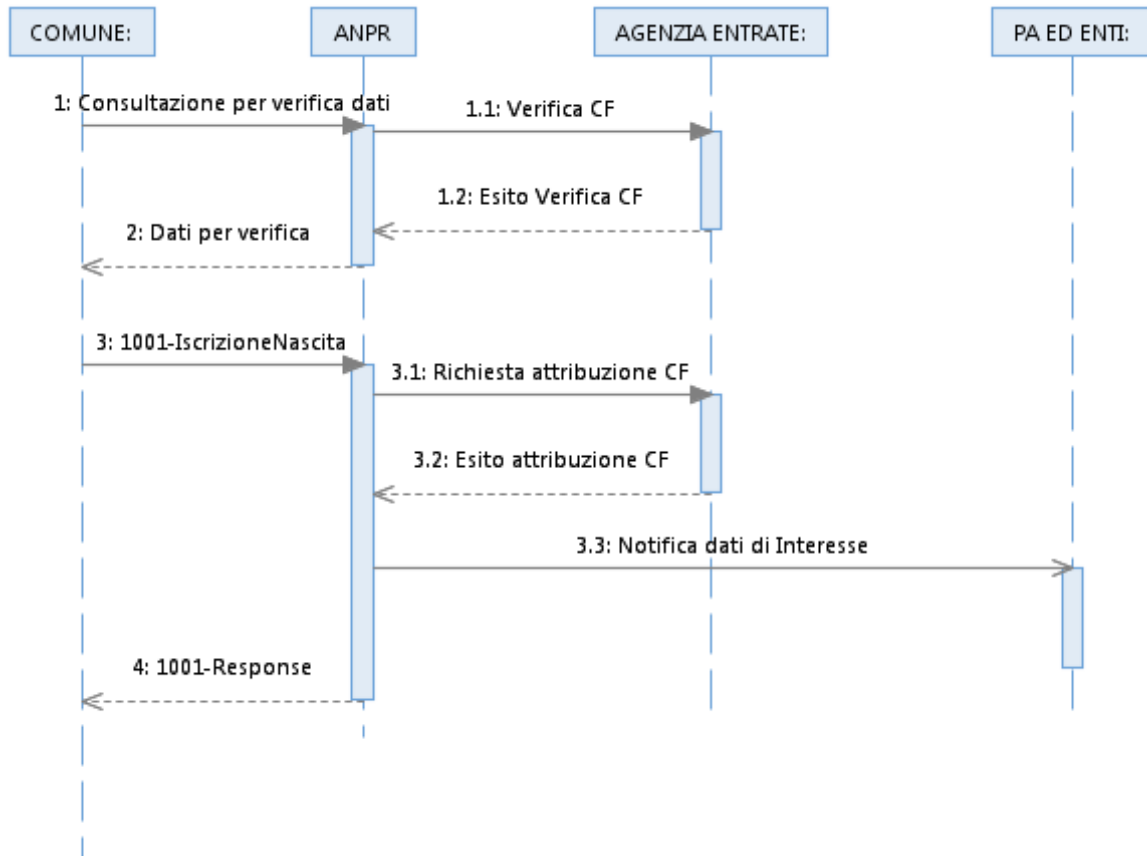 COMUNE:
ANPR
AGENZIA ENTRATE:
PA ED ENTI:
1: Consultazione per verifica dati
1.1: Verifica CF
1.2: Esito Verifica CF
2: Dati per verifica
3: 1001-IscrizioneNascita
3.1: Richiesta attribuzione CF
3.2: Esito attribuzione CF
3.3: Notifica dati di Interesse
4: 1001-Response